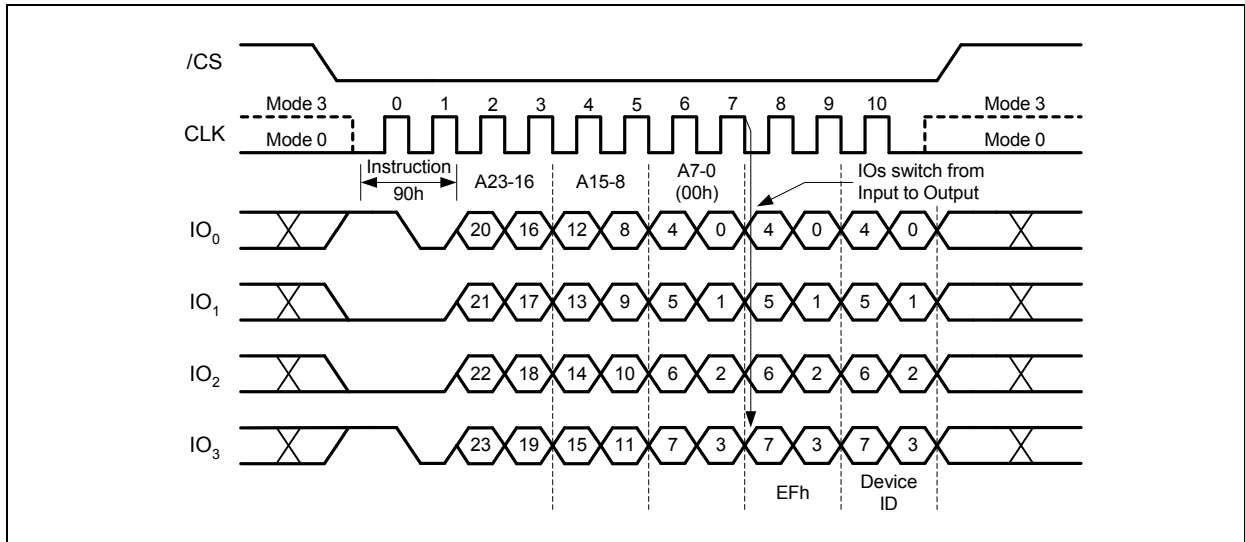 /CS
Mode 3 0 1 2 3 4 5 6 7 8 9 10 Mode 3
CLK
Mode 0 Mode 0
Instruction
90h
A23-16 A15-8
A7-0
(00h)
IOs switch from
Input to Output
IO0 20 16 12 8 4 0 4 0 4 0
IO1 21 17 13 9 5 1 5 1 5 1
IO2 22 18 14 10 6 2 6 2 6 2
IO3 23 19 15 11 7 3 7 3 7 3
EFh
Device
ID